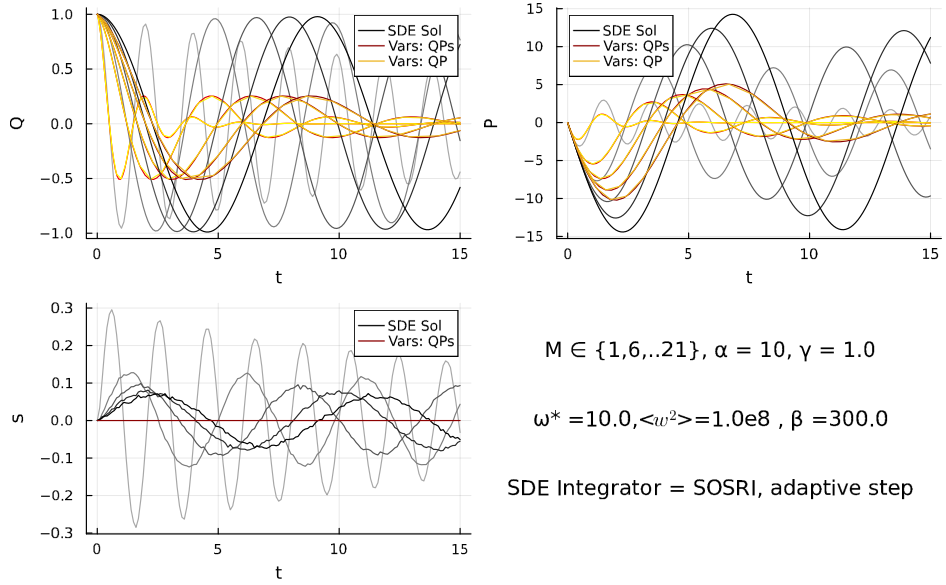 1.0
0.5
0.0
−0.5
−1.0
Q
0
5
10
15
t
SDE Sol
Vars: QPs
Vars: QP
15
10
5
0
−5
−10
−15
P
0
5
10
15
t
SDE Sol
Vars: QPs
Vars: QP
0.3
0.2
0.1
0.0
−0.1
−0.2
−0.3
s
0
5
10
15
t
SDE Sol
Vars: QPs
M ∈ {1,6,..21}, α = 10, γ = 1.0
ω* =10.0,<𝑤²>=1.0e8 , β =300.0
SDE Integrator = SOSRI, adaptive step